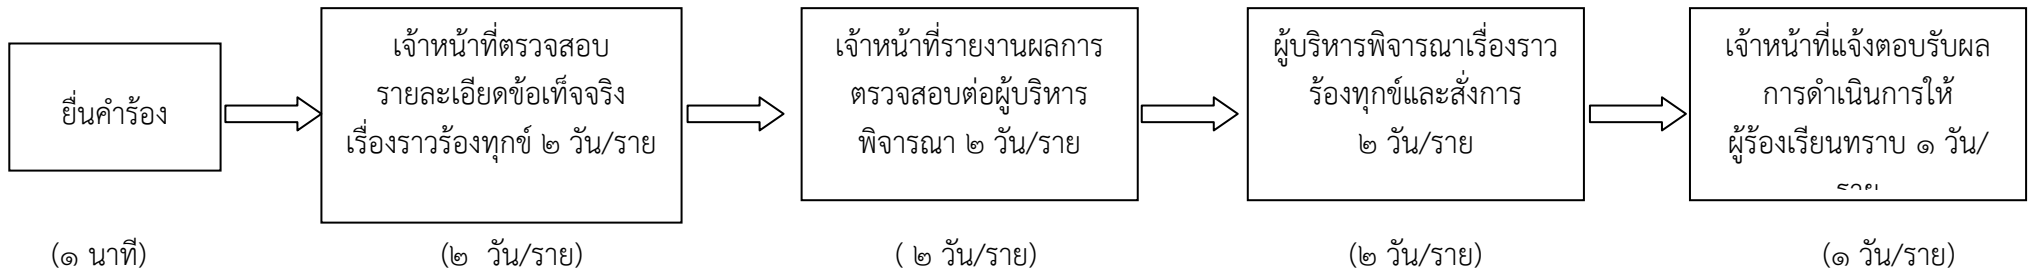 ยื่นคำร้อง
เจ้าหน้าที่ตรวจสอบ
รายละเอียดข้อเท็จจริง
เรื่องราวร้องทุกข์ ๒ วัน/ราย
เจ้าหน้าที่รายงานผลการ
ตรวจสอบต่อผู้บริหาร
พิจารณา ๒ วัน/ราย
ผู้บริหารพิจารณาเรื่องราว
ร้องทุกข์และสั่งการ
๒ วัน/ราย
เจ้าหน้าที่แจ้งตอบรับผล
การดำเนินการให้
ผู้ร้องเรียนทราบ ๑ วัน/
(๑ นาที)
(๒ วัน/ราย)
( ๒ วัน/ราย)
(๒ วัน/ราย)
(๑ วัน/ราย)